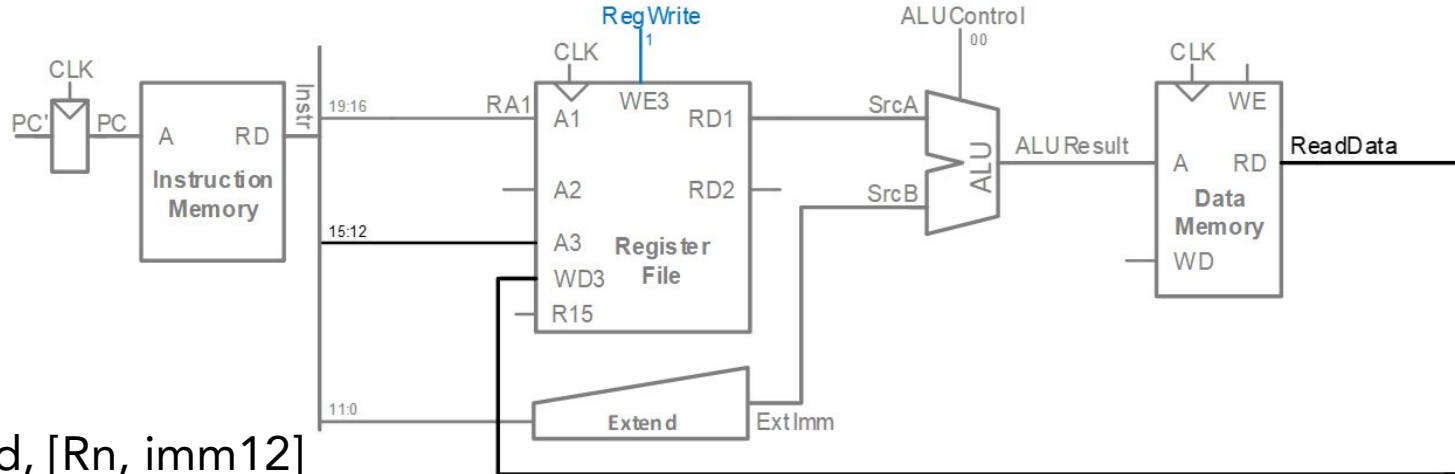 RegWrite
ALUControl
1
00
CLK
CLK
CLK
Instr
19:16
RA1
A1
WE3
RD1
SrcA
WE
PC'
PC
A
RD
ALU
ALUResult
A
RD
ReadData
Instruction
Memory
A2
RD2
SrcB
Data
Memory
15:12
A3
Register
File
WD3
WD
R15
11:0
Extend
ExtImm
d, [Rn, imm12]